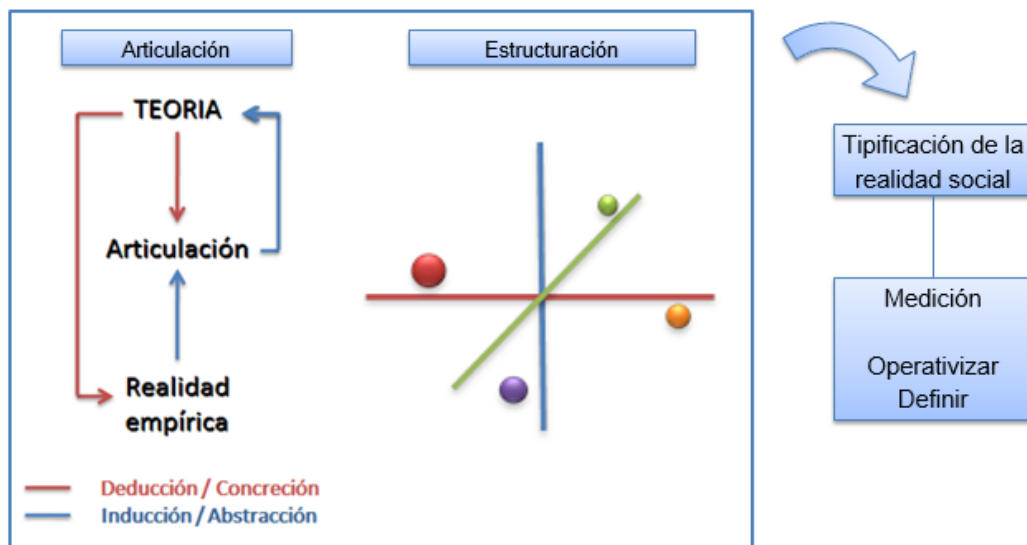 Articulación
Estructuración
TEORIA
Articulación
Realidad
empírica
Deducción / Concreción
Inducción / Abstracción
Tipificación de la
realidad social
Medición
Operativizar
Definir